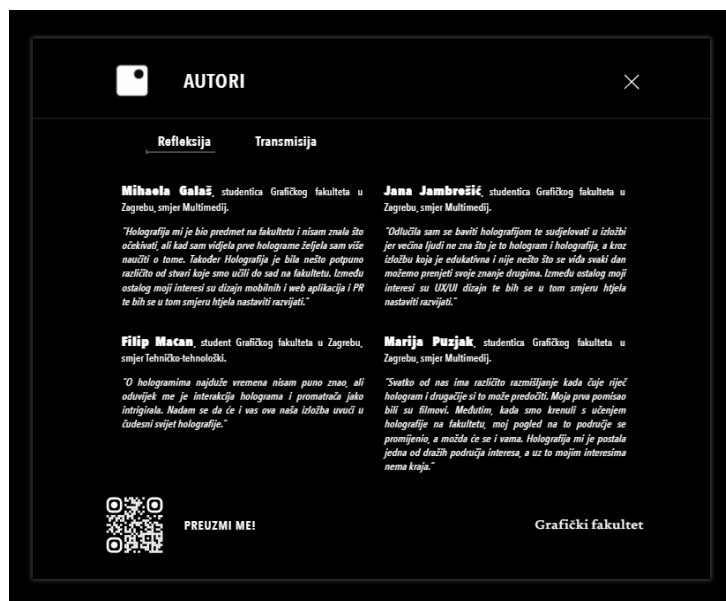 AUTORI
Refleksija
Transmisija
Mihaela Galaš, studentica Grafičkog fakulteta u
Zagrebu, smjer Multimedij.
"Holografija mi je bio predmet na fakultetu i nisam znala što
očekivati, ali kad sam vidjela prve holograme željela sam više
naučiti o tome. Također Holografija je bila nešto potpuno
različito od stvari koje smo učili do sad na fakultetu. Između
ostalog moji interesi su dizajn mobilnih i web aplikacija i PR
te bih se u tom smjeru htjela nastaviti razvijati."
Jana Jambrešić, studentica Grafičkog fakulteta u
Zagrebu, smjer Multimedij.
"Odlučila sam se baviti holografijom te sudjelovati u izložbi
jer većina ljudi ne zna što je to hologram i holografija, a kroz
izložbu koja je edukativna i nije nešto što se viđa svaki dan
možemo prenjeti svoje znanje drugima. Između ostalog moji
interesi su UX/UI dizajn te bih se u tom smjeru htjela
nastaviti razvijati."
Filip Macan, student Grafičkog fakulteta u Zagrebu,
smjer Tehničko-tehnološki.
"O hologramima najduže vremena nisam puno znao, ali
oduvijek me je interakcija holograma i promatrača jako
intrigirala. Nadam se da će i vas ova naša izložba uvući u
čudesni svijet holografije."
Marija Puzjak, studentica Grafičkog fakulteta u
Zagrebu, smjer Multimedij.
"Svatko od nas ima različito razmišljanje kada čuje riječ
hologram i drugačije si to može predočiti. Moja prva pomisao
bili su filmovi. Međutim, kada smo krenuli s učenjem
holografije na fakultetu, moj pogled na to područje se
promijenio, a možda će se i vama. Holografija mi je postala
jedna od dražih područja interesa, a uz to mojim interesima
nema kraja."
PREUZMI ME!
Grafički fakultet